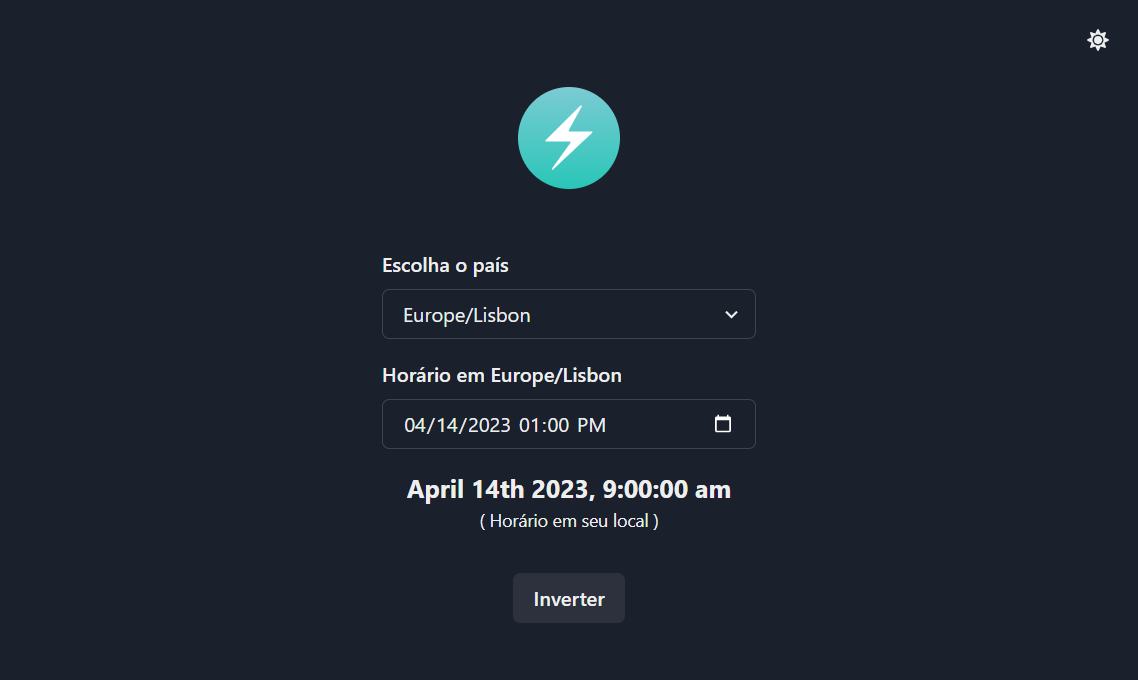 Escolha o país
Europe/Lisbon
Horário em Europe/Lisbon
04/14/2023 01:00 PM
April 14th 2023, 9:00:00 am
( Horário em seu local )
Inverter